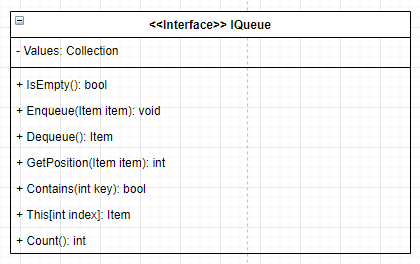 <<Interface>> IQueue
- Values: Collection
+ IsEmpty(): bool
+ Enqueue(Item item): void
+ Dequeue(): Item
+ GetPosition(Item item): int
+ Contains(int key): bool
+ This[int index]: Item
+ Count(): int